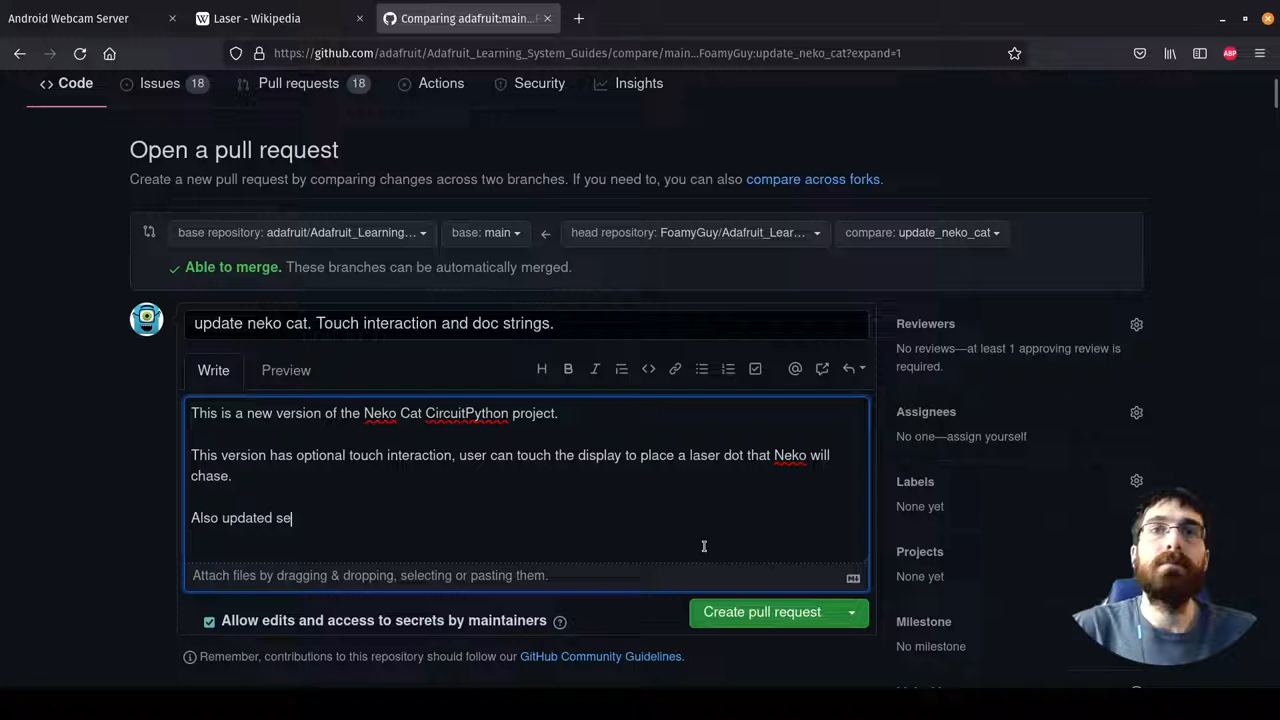 Android Webcam Server
Laser - Wikipedia
Comparing adafruit:main...
https://github.com/adafruit/Adafruit_Learning_System_Guides/compare/main...FoamyGuy:update_neko_cat?expand=1
ABP
Code
Issues 18
Pull requests 18
Actions
Security
Insights
Open a pull request
Create a new pull request by comparing changes across two branches. If you need to, you can also compare across forks.
base repository: adafruit/Adafruit_Learning...
base: main
head repository: FoamyGuy/Adafruit_Lear...
compare: update_neko_cat
Able to merge. These branches can be automatically merged.
update neko cat. Touch interaction and doc strings.
Write
Preview
This is a new version of the Neko Cat CircuitPython project.
This version has optional touch interaction, user can touch the display to place a laser dot that Neko will
chase.
Also updated se
Attach files by dragging & dropping, selecting or pasting them.
Allow edits and access to secrets by maintainers
Create pull request
Remember, contributions to this repository should follow our GitHub Community Guidelines.
Reviewers
No reviews—at least 1 approving review is
required.
Assignees
No one—assign yourself
Labels
None yet
Projects
None yet
Milestone
No milestone